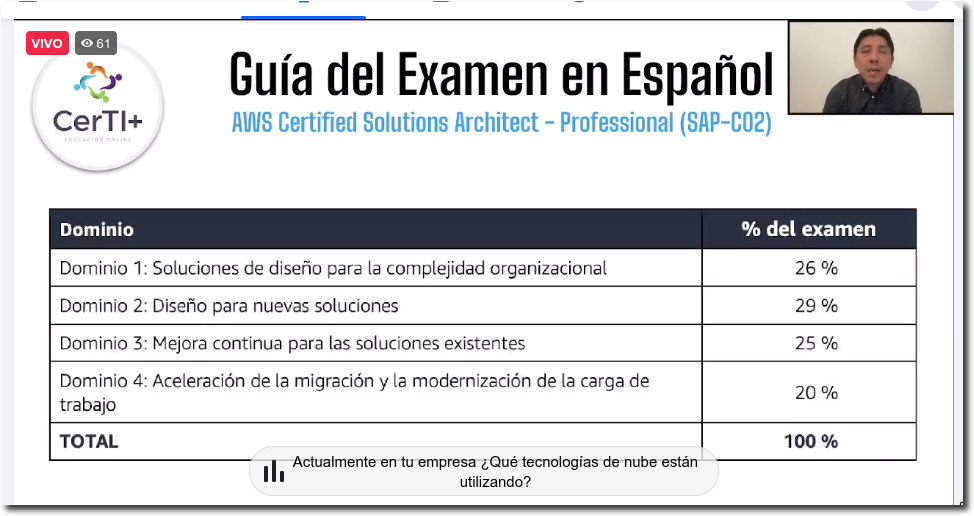 VIVO
61
CerTI+
EDUCACIÓN ONLINE
Guía del Examen en Español
AWS Certified Solutions Architect - Professional (SAP-C02)
Dominio % del examen
Dominio 1: Soluciones de diseño para la complejidad organizacional 26 %
Dominio 2: Diseño para nuevas soluciones 29 %
Dominio 3: Mejora continua para las soluciones existentes 25 %
Dominio 4: Aceleración de la migración y la modernización de la carga de
trabajo 20 %
TOTAL 100 %
Actualmente en tu empresa ¿Qué tecnologías de nube están
utilizando?